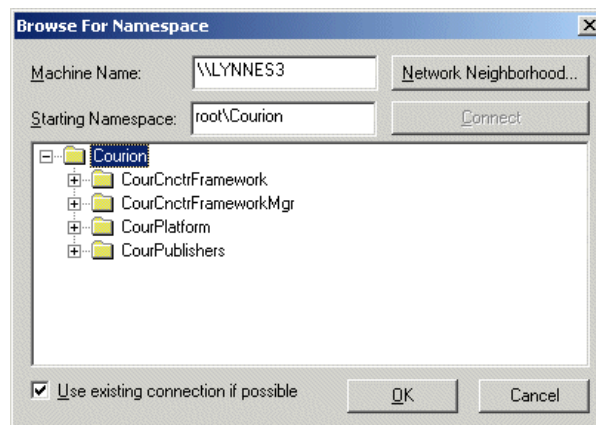 Browse For Namespace
Machine Name:
\\LYNNES3
Network Neighborhood...
Starting Namespace:
root\Courion
Connect
Courion
CourCnctrFramework
CourCnctrFrameworkMgr
CourPlatform
CourPublishers
Use existing connection if possible
OK
Cancel